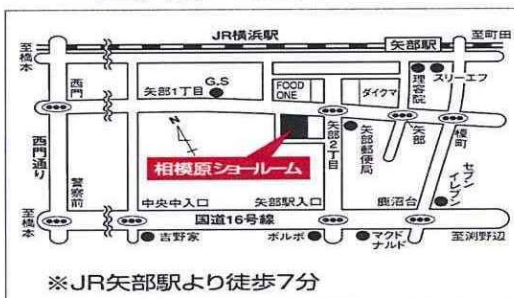 JR横浜駅
至橋本
矢部駅
至町田
西門
矢部1丁目
G.S
FOOD ONE
ダイクマ
理容院
スリーエフ
西門通り
N
矢部2丁目
矢部郵便局
矢部
榎町
相模原ショールーム
セブンイレブン
警察前
中央中入口
矢部駅入口
鹿沼台
至橋本
国道16号線
吉野家
ボルボ
マクドナルド
至渕野辺
※JR矢部駅より徒歩7分